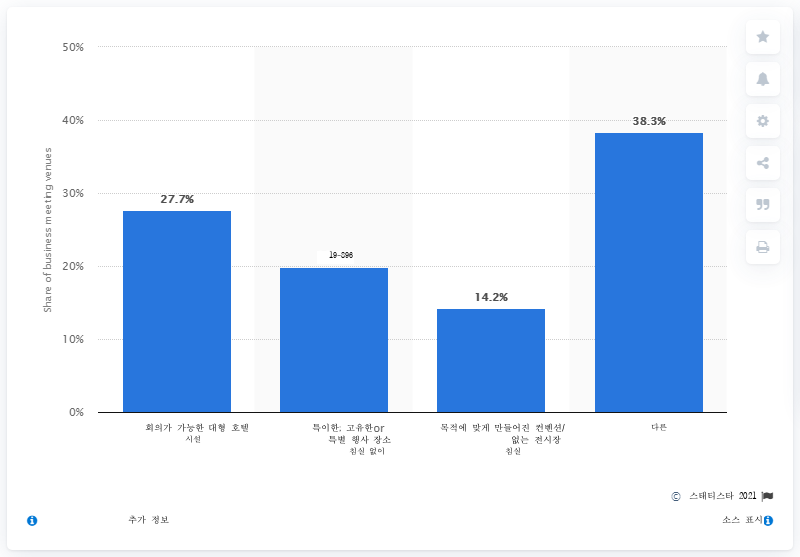 50%
40%
30%
20%
10%
0%
Share of business meeting venues
27.7%
19-896
14.2%
38.3%
회의가 가능한 대형 호텔
시설
특이한; 고유한or
특별 행사 장소
침실 없이
목적에 맞게 만들어진 컨벤션/
없는 전시장
침실
다른
© 스태티스타 2021
추가 정보
소스 표시